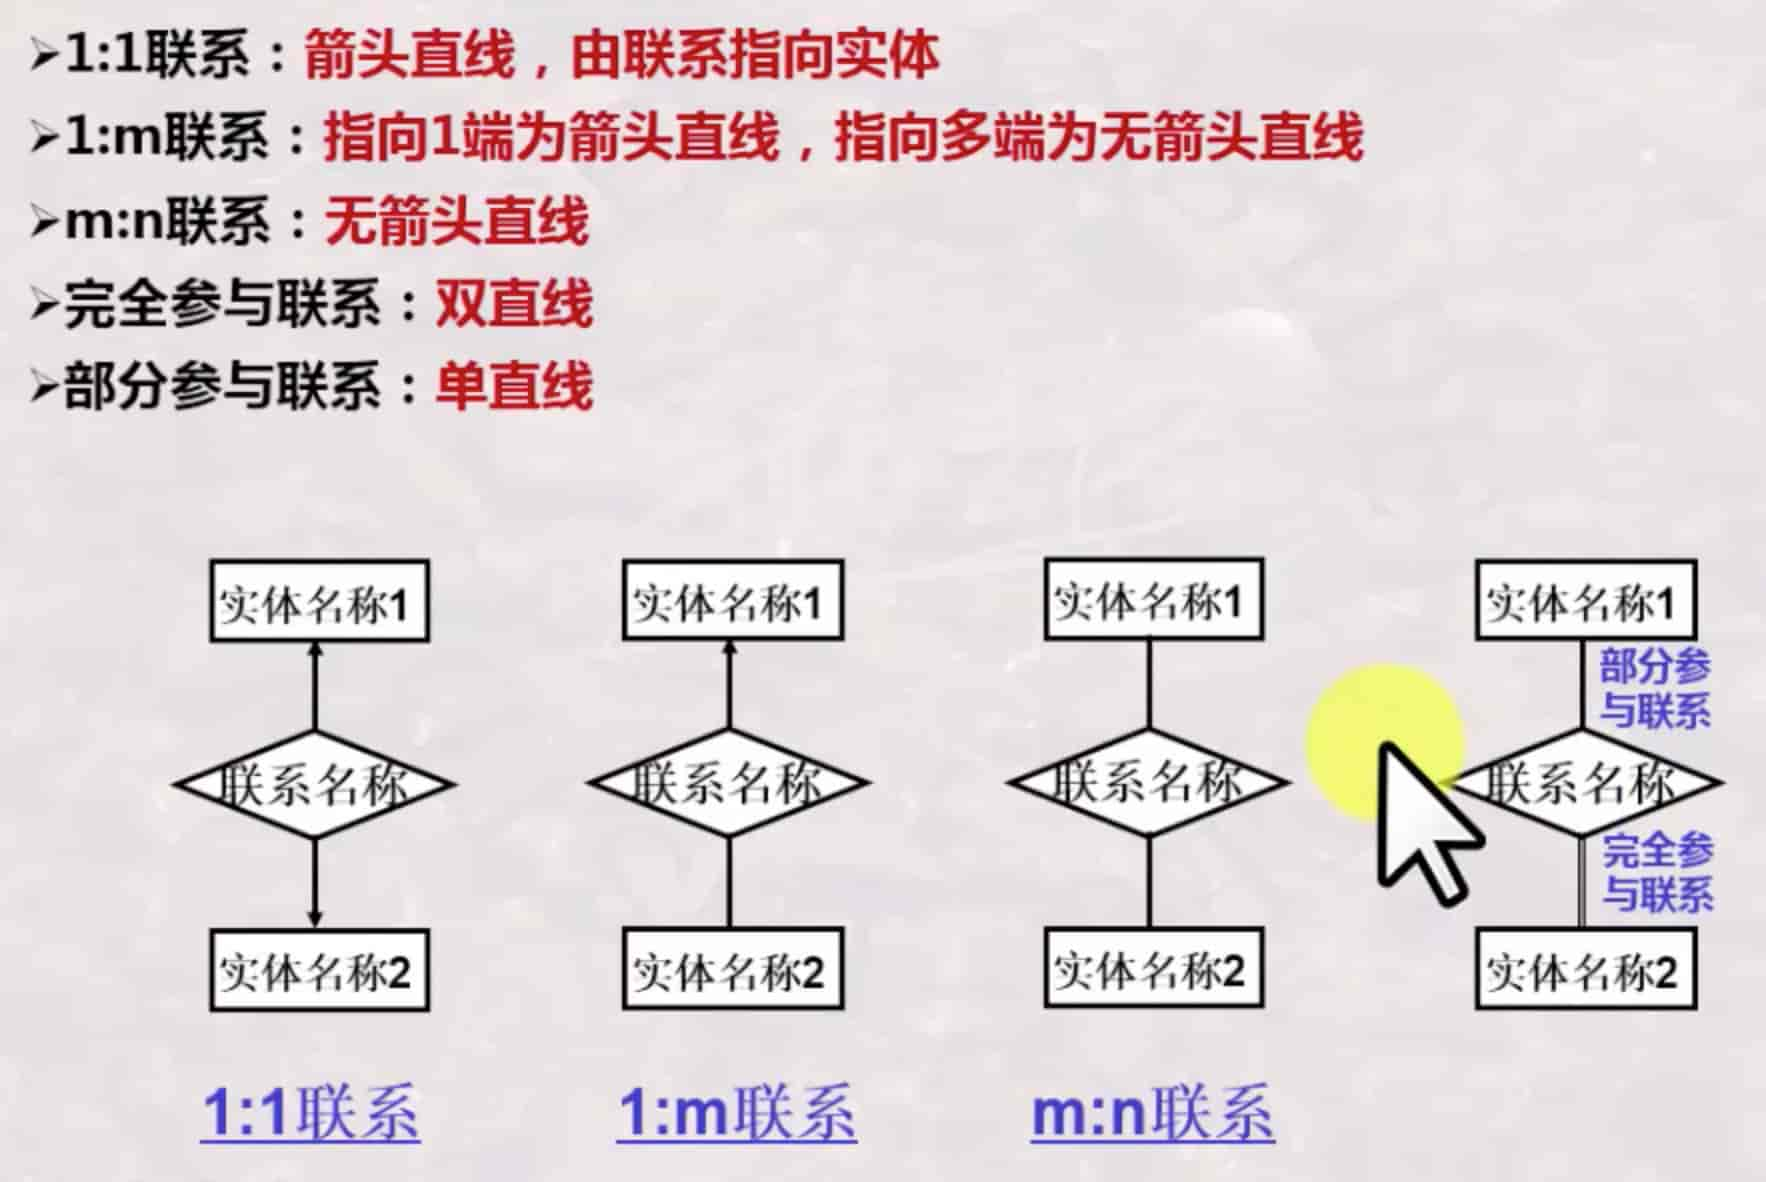 ➢1:1联系：箭头直线，由联系指向实体
➢1:m联系：指向1端为箭头直线，指向多端为无箭头直线
➢m:n联系：无箭头直线
➢完全参与联系：双直线
➢部分参与联系：单直线
实体名称1
实体名称1
实体名称1
实体名称1
部分参
与联系
联系名称
联系名称
联系名称
联系名称
完全参
与联系
实体名称2
实体名称2
实体名称2
实体名称2
1:1联系
1:m联系
m:n联系